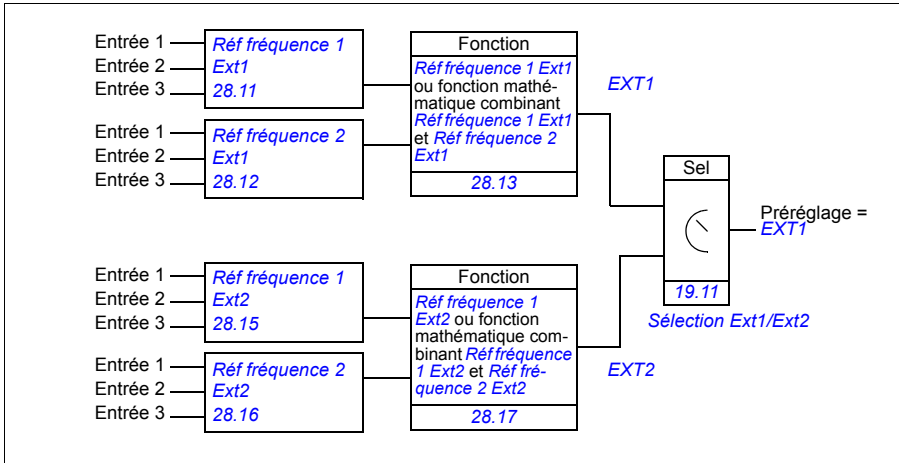 Entrée 1
Entrée 2
Entrée 3
Réf fréquence 1
Ext1
28.11
Entrée 1
Entrée 2
Entrée 3
Réf fréquence 2
Ext1
28.12
Fonction
Réf fréquence 1 Ext1
ou fonction mathé-
matique combinant
Réf fréquence 1 Ext1
et Réf fréquence 2
Ext1
28.13
EXT1
Entrée 1
Entrée 2
Entrée 3
Réf fréquence 1
Ext2
28.15
Entrée 1
Entrée 2
Entrée 3
Réf fréquence 2
Ext2
28.16
Fonction
Réf fréquence 1
Ext2 ou fonction
mathématique com-
binant Réf fréquence
1 Ext2 et Réf fré-
quence 2 Ext2
28.17
EXT2
Sel
19.11
Sélection Ext1/Ext2
Préréglage =
EXT1